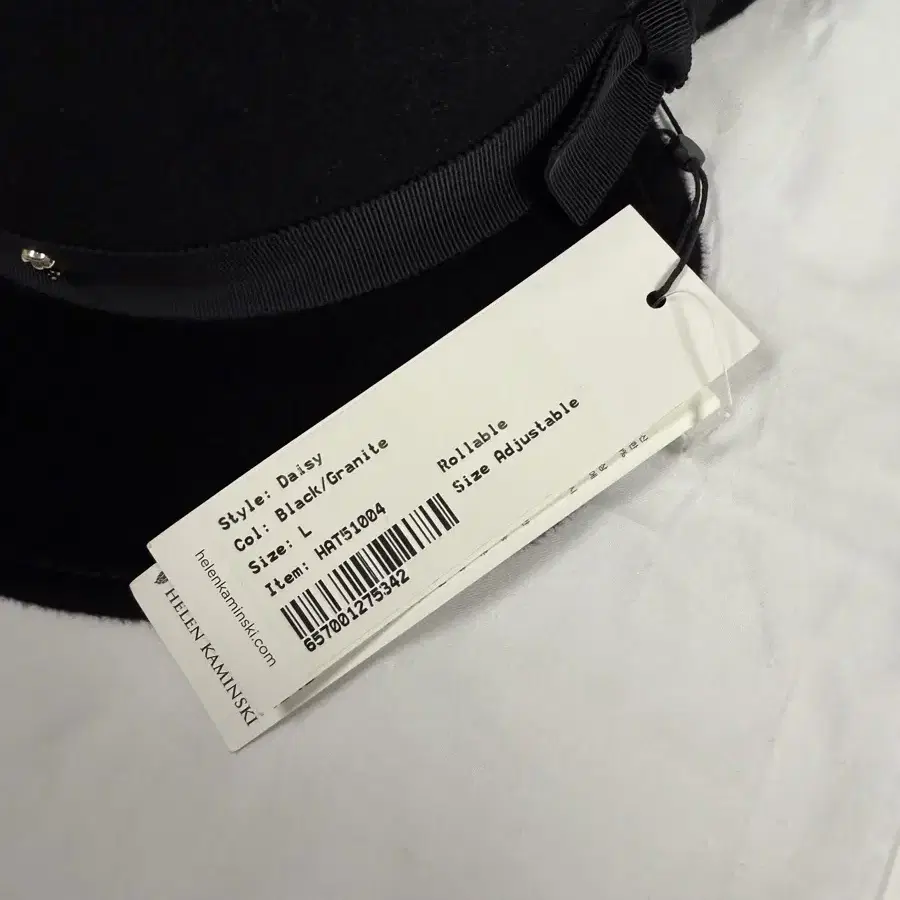 Style: Daisy
Col: Black/Granite
Size: L
Item: HAT51004
Rollable
Size Adjustable
657001275342
helenkaminski.com
HELEN KAMINSKI